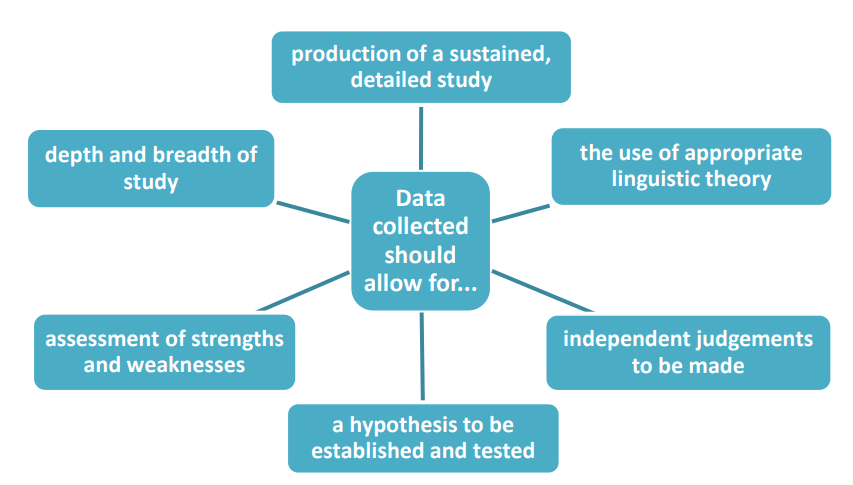 production of a sustained,
detailed study
depth and breadth of
study
the use of appropriate
linguistic theory
Data
collected
should
allow for...
assessment of strengths
and weaknesses
independent judgements
to be made
a hypothesis to be
established and tested